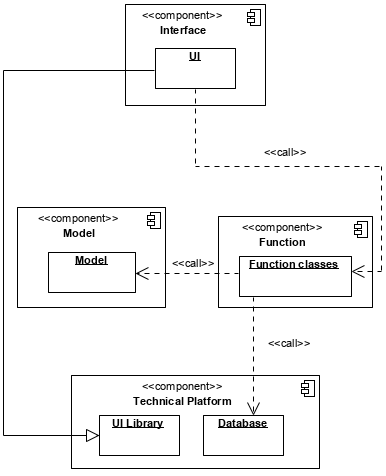 <<component>>
Interface
UI
<<call>>
<<component>>
Model
Model
<<call>>
<<component>>
Function
Function classes
<<call>>
<<component>>
Technical Platform
UI Library
Database